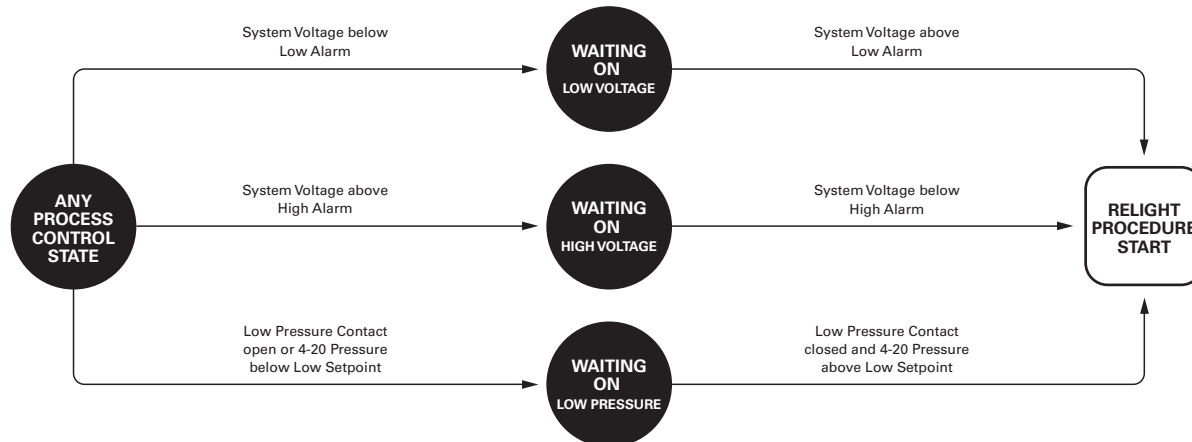 System Voltage below
Low Alarm
WAITING
ON
LOW VOLTAGE
System Voltage above
Low Alarm
ANY
PROCESS
CONTROL
STATE
System Voltage above
High Alarm
WAITING
ON
HIGH VOLTAGE
System Voltage below
High Alarm
RELIGHT
PROCEDURE
START
Low Pressure Contact
open or 4-20 Pressure
below Low Setpoint
WAITING
ON
LOW PRESSURE
Low Pressure Contact
closed and 4-20 Pressure
above Low Setpoint